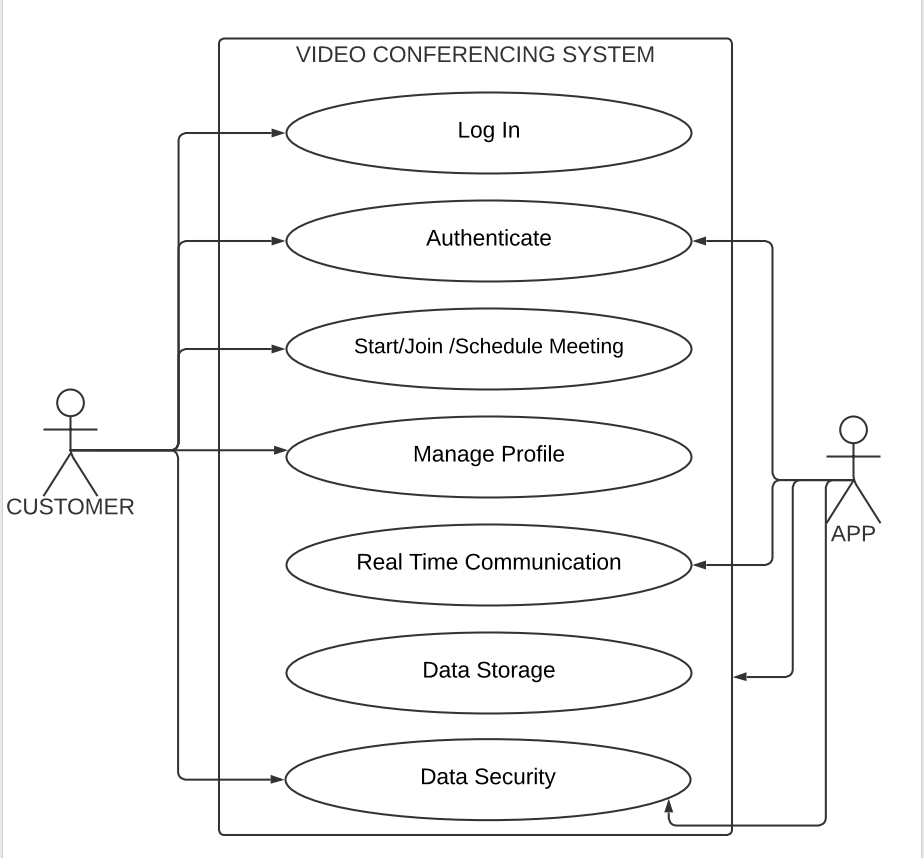 VIDEO CONFERENCING SYSTEM
Log In
Authenticate
Start/Join /Schedule Meeting
Manage Profile
CUSTOMER
APP
Real Time Communication
Data Storage
Data Security